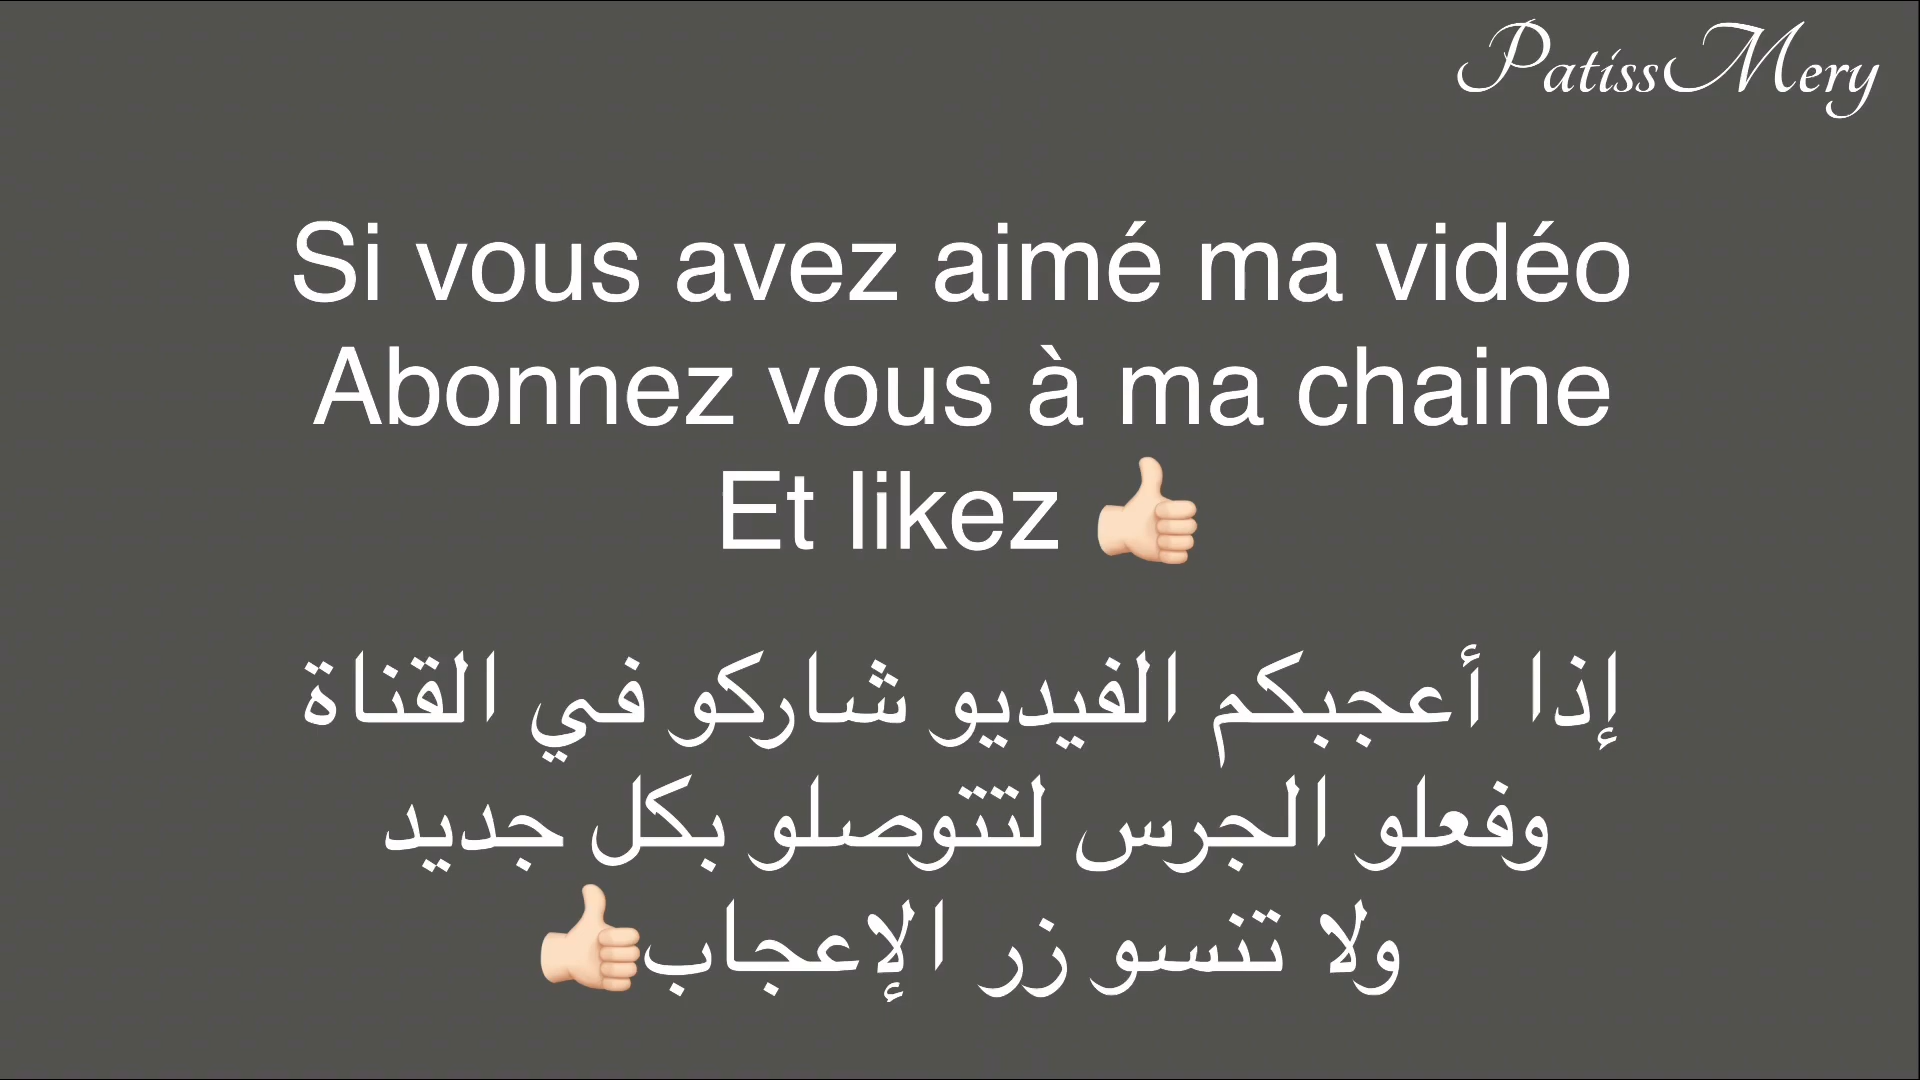 PatissMery
Si vous avez aimé ma vidéo
Abonnez vous à ma chaine
Et likez 👍🏻
إذا أعجبكم الفيديو شاركو في القناة
وفعلو الجرس لتتوصلو بكل جديد
ولا تنسو زر الإعجاب👍🏻